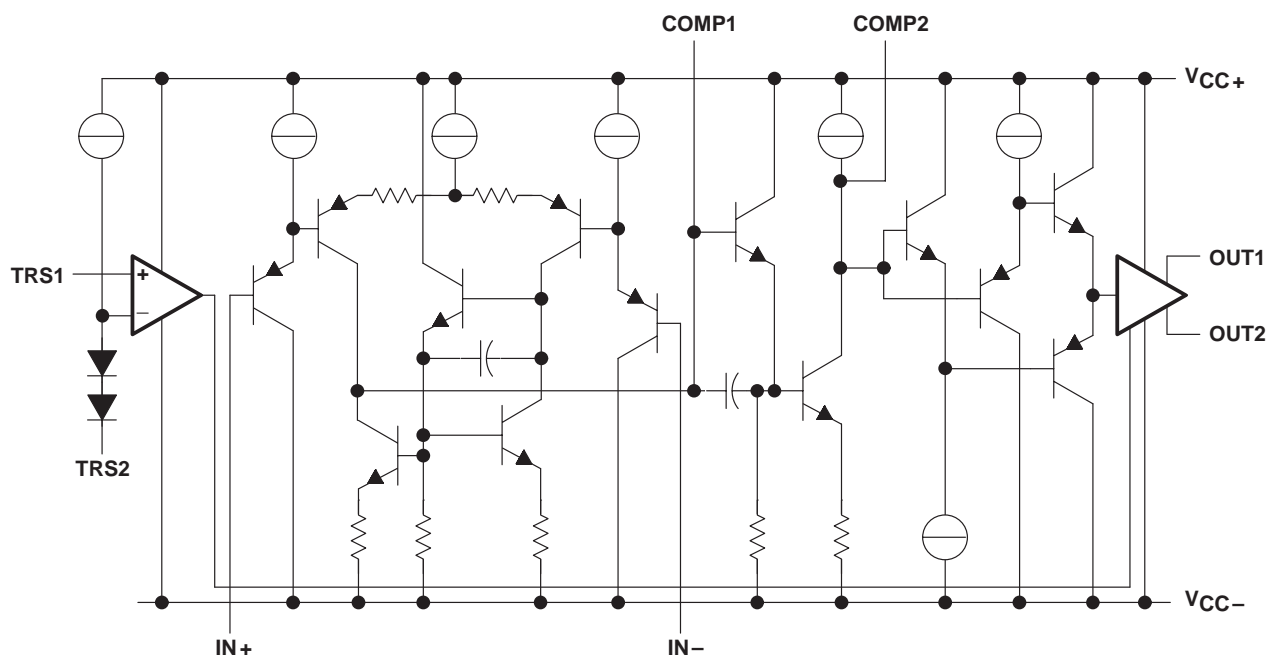 COMP1
COMP2
VCC+
TRS1
+
−
OUT1
OUT2
TRS2
VCC−
IN+
IN−